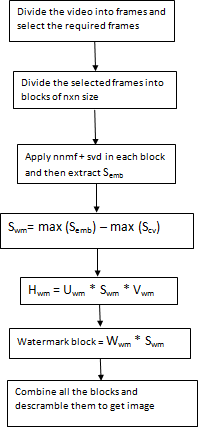 Divide the video into frames and
select the required frames
Divide the selected frames into
blocks of nxn size
Apply nnmf + svd in each block
and then extract Semb
Swm= max (Semb) – max (Scv)
Hwm = Uwm * Swm * Vwm
Watermark block = Wwm * Swm
Combine all the blocks and
descramble them to get image